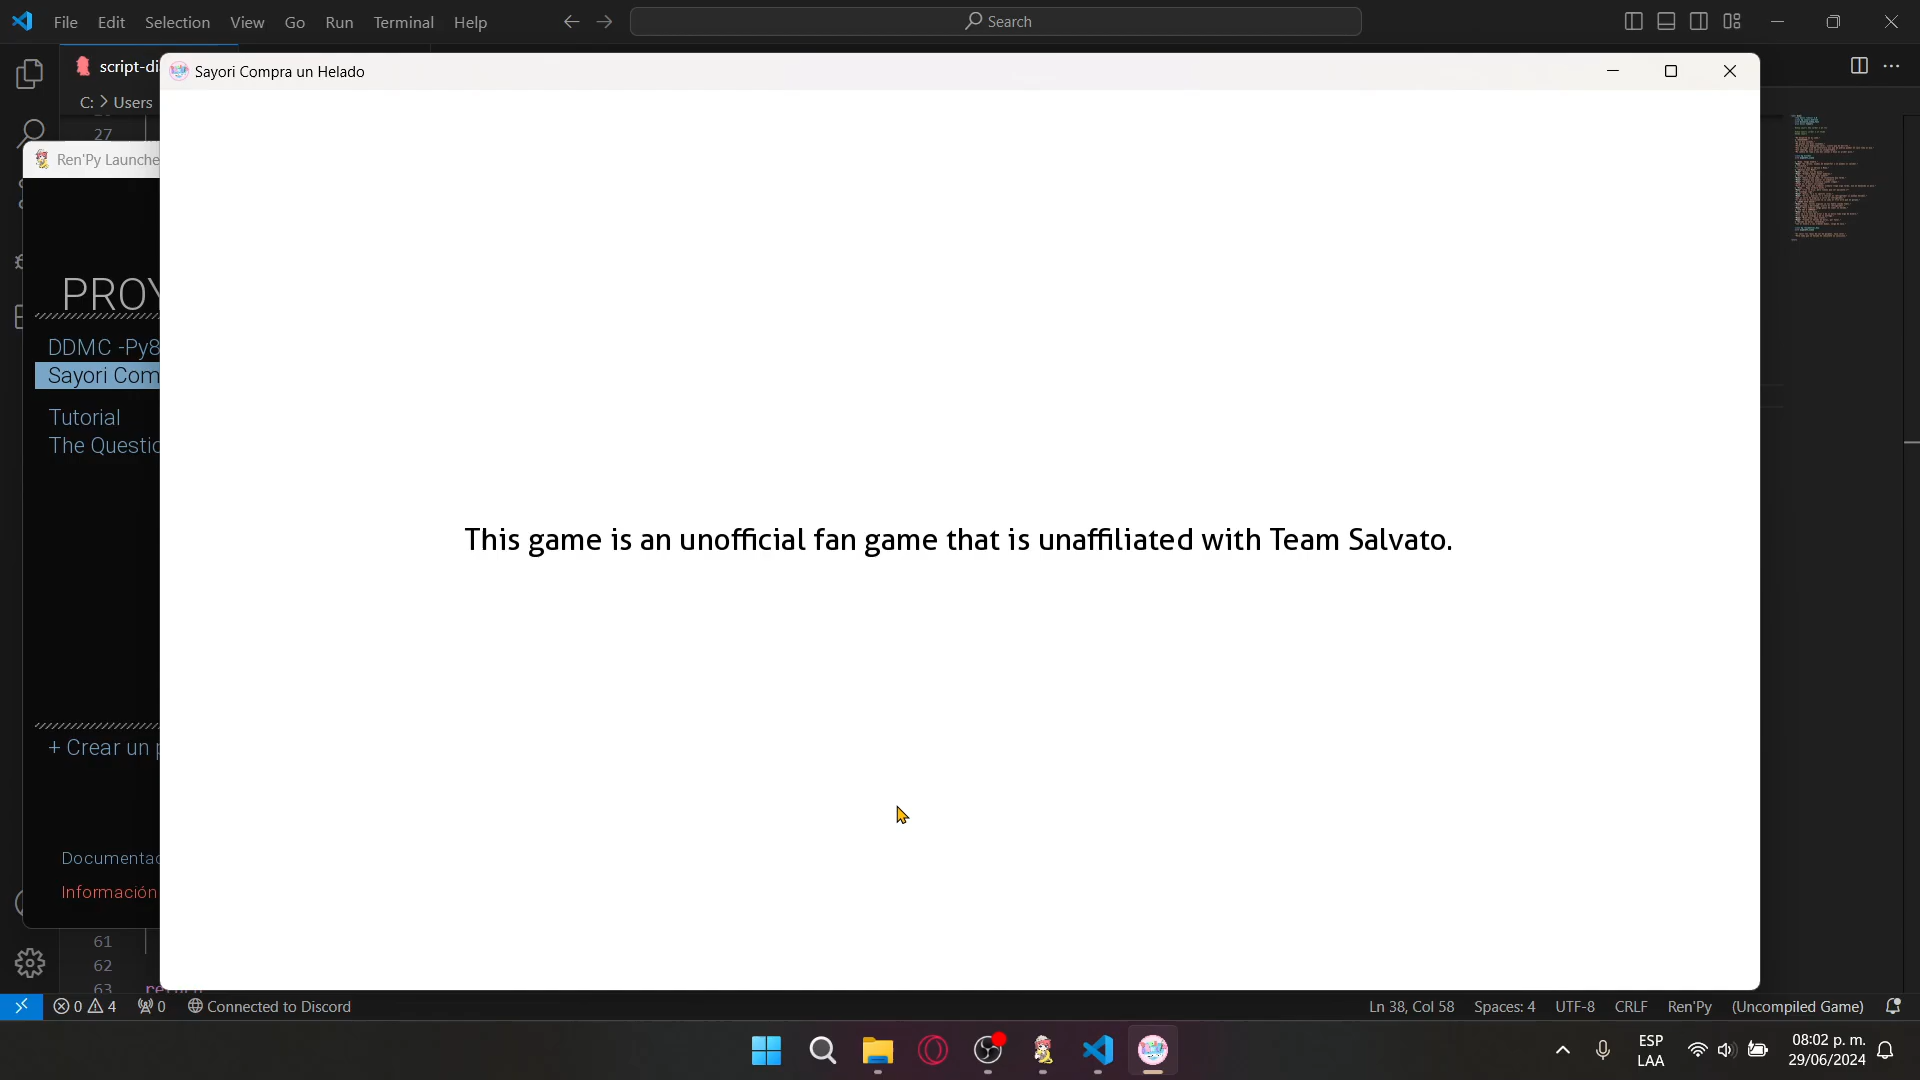 File Edit Selection View Go Run Terminal Help
Search
script-di
Sayori Compra un Helado
C: > Users
27
Ren'Py Launche
PROY
DDMC -Py8
Sayori Com
Tutorial
The Questio
This game is an unofficial fan game that is unaffiliated with Team Salvato.
+ Crear un p
Documentac
Información
61
62
63
0 4 0 Connected to Discord
Ln 38, Col 58 Spaces: 4 UTF-8 CRLF Ren'Py (Uncompiled Game)
ESP
LAA
08:02 p. m.
29/06/2024